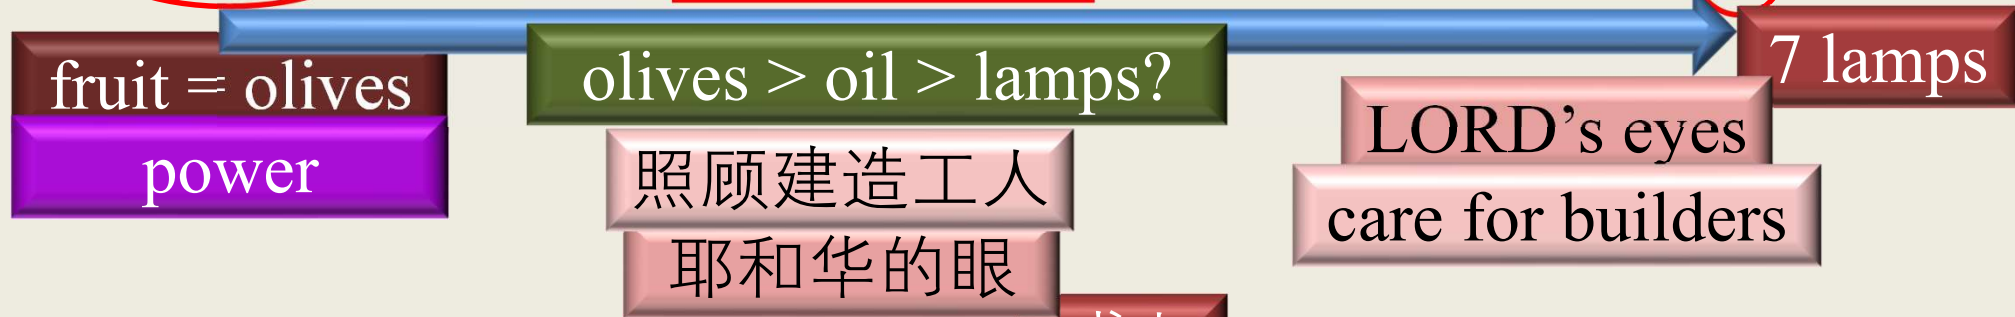 fruit = olives
power
olives > oil > lamps?
照顾建造工人
耶和华的眼
7 lamps
LORD’s eyes
care for builders